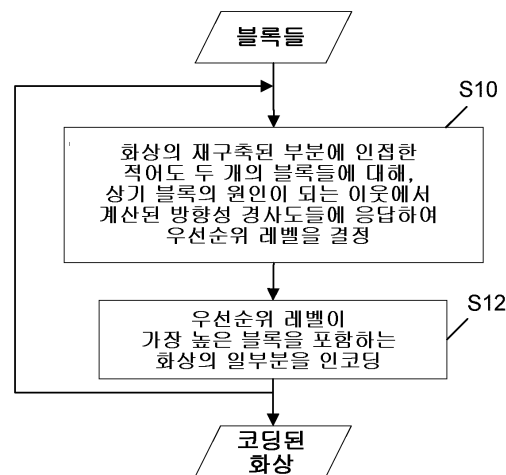 블록들
S10
화상의 재구축된 부분에 인접한
적어도 두 개의 블록들에 대해,
상기 블록의 원인이 되는 이웃에서
계산된 방향성 경사도들에 응답하여
우선순위 레벨을 결정
S12
우선순위 레벨이
가장 높은 블록을 포함하는
화상의 일부분을 인코딩
코딩된
화상